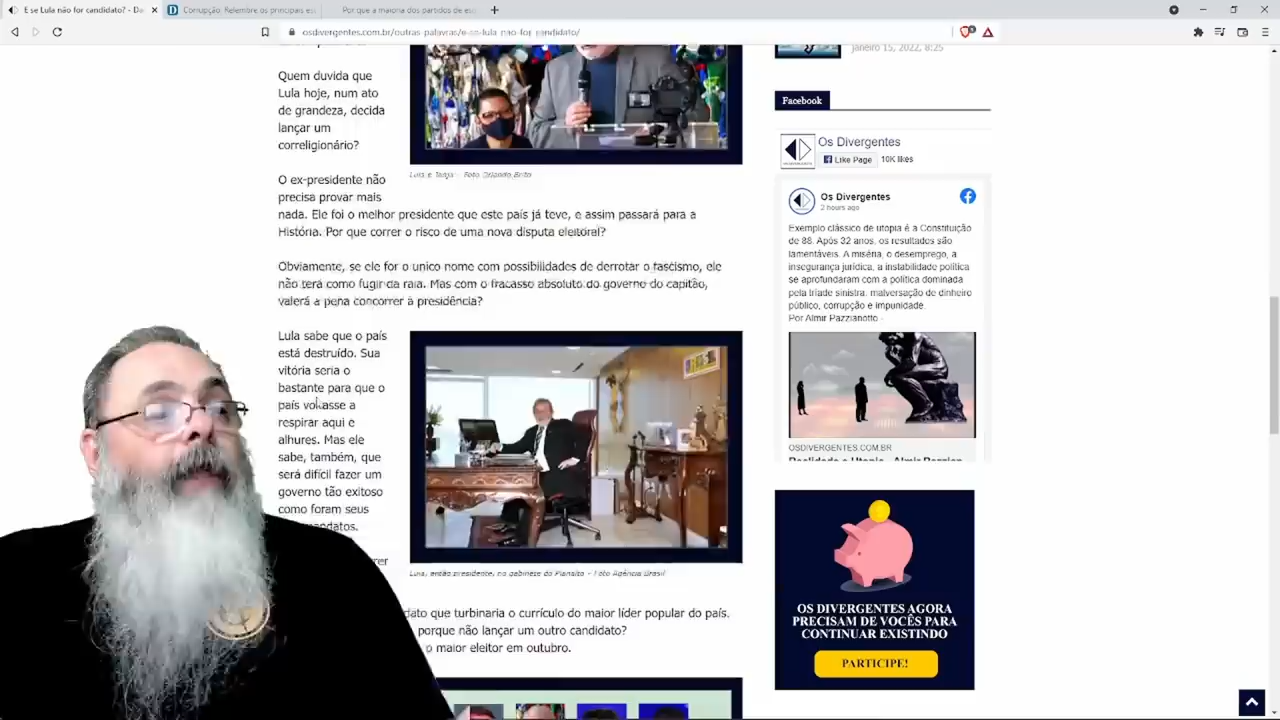 E se Lula não for candidato? - Do
Corrupção: Relembre os principais es
Por que a maioria dos partidos de es
osdivergentes.com.br/outras-palavras/e-se-lula-nao-for-candidato/
janeiro 15, 2022, 8:25
Quem duvida que
Lula hoje, num ato
de grandeza, decida
lançar um
correligionário?
Foto Orlando Brito
O ex-presidente não
precisa provar mais
nada. Ele foi o melhor presidente que este país já teve, e assim passará para a
História. Por que correr o risco de uma nova disputa eleitoral?
Obviamente, se ele for o unico nome com possibilidades de derrotar o fascismo, ele
não terá como fugir da raia. Mas com o fracasso absoluto do governo do capitão,
valerá a pena concorrer à presidência?
Lula sabe que o país
está destruído. Sua
vitória seria o
bastante para que o
país voltasse a
respirar aqui e
alhures. Mas ele
sabe, também, que
será difícil fazer um
governo tão exitoso
como foram seus
Lula, então presidente, no gabinete do Planalto – Foto Agência Brasil
dato que turbinaria o currículo do maior líder popular do país.
porque não lançar um outro candidato?
o maior eleitor em outubro.
Facebook
Os Divergentes
Like Page
10K likes
Os Divergentes
2 hours ago
Exemplo clássico de utopia é a Constituição
de 88. Após 32 anos, os resultados são
lamentáveis. A miséria, o desemprego, a
insegurança jurídica, a instabilidade política
se aprofundaram com a política dominada
pela tríade sinistra: malversação de dinheiro
público, corrupção e impunidade.
Por Almir Pazzianotto -
OSDIVERGENTES.COM.BR
OS DIVERGENTES AGORA
PRECISAM DE VOCÊS PARA
CONTINUAR EXISTINDO
PARTICIPE!